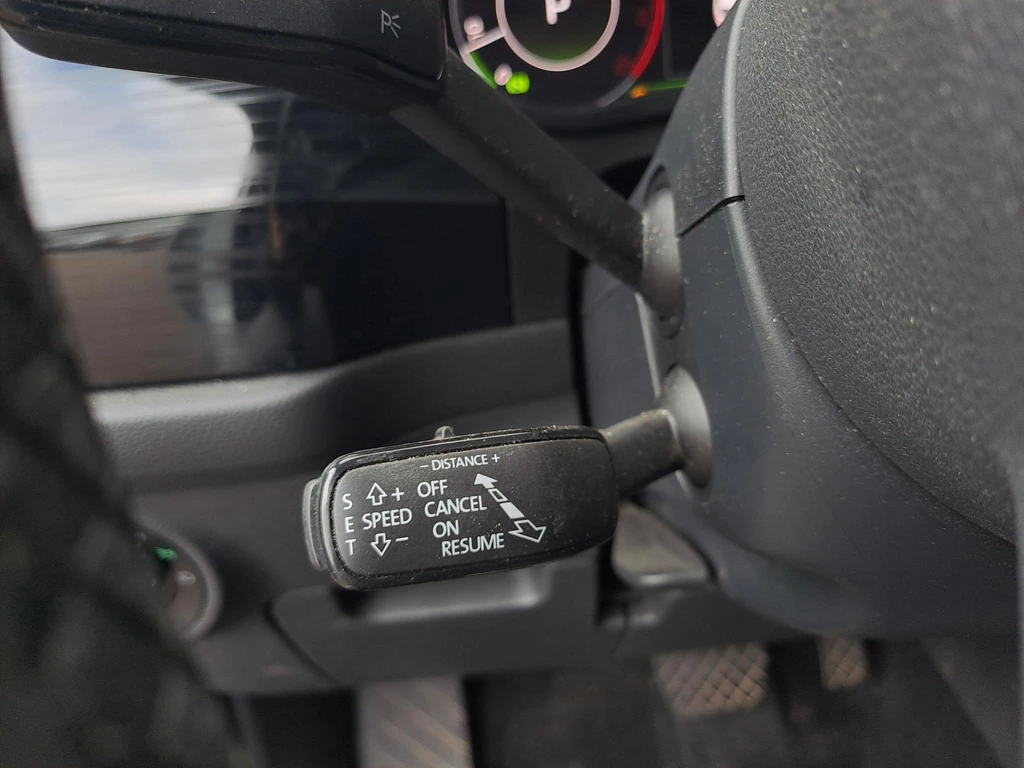 P
P
- DISTANCE +
S + OFF
E SPEED CANCEL
T - ON
RESUME